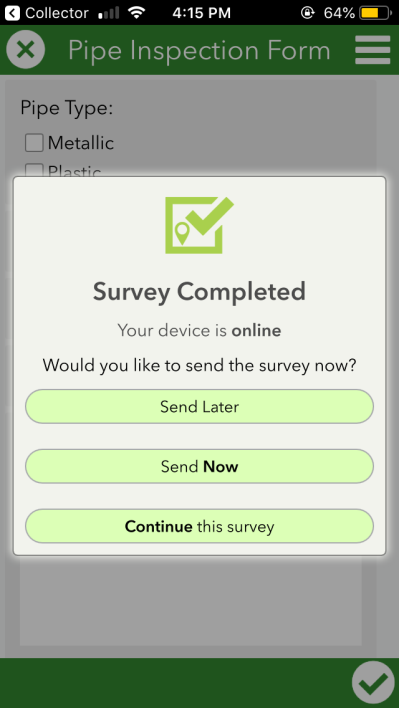 Collector 4:15 PM 64%
Pipe Inspection Form
Pipe Type:
Metallic
Plastic
Survey Completed
Your device is online
Would you like to send the survey now?
Send Later
Send Now
Continue this survey